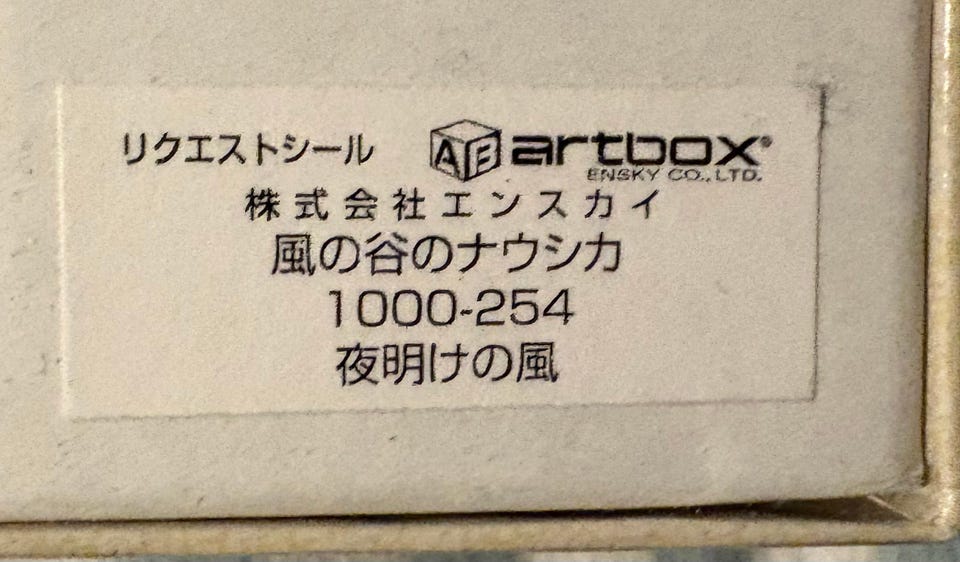 リクエストシール AB artbox®
ENSKY CO., LTD.
株式会社エンスカイ
風の谷のナウシカ
1000-254
夜明けの風